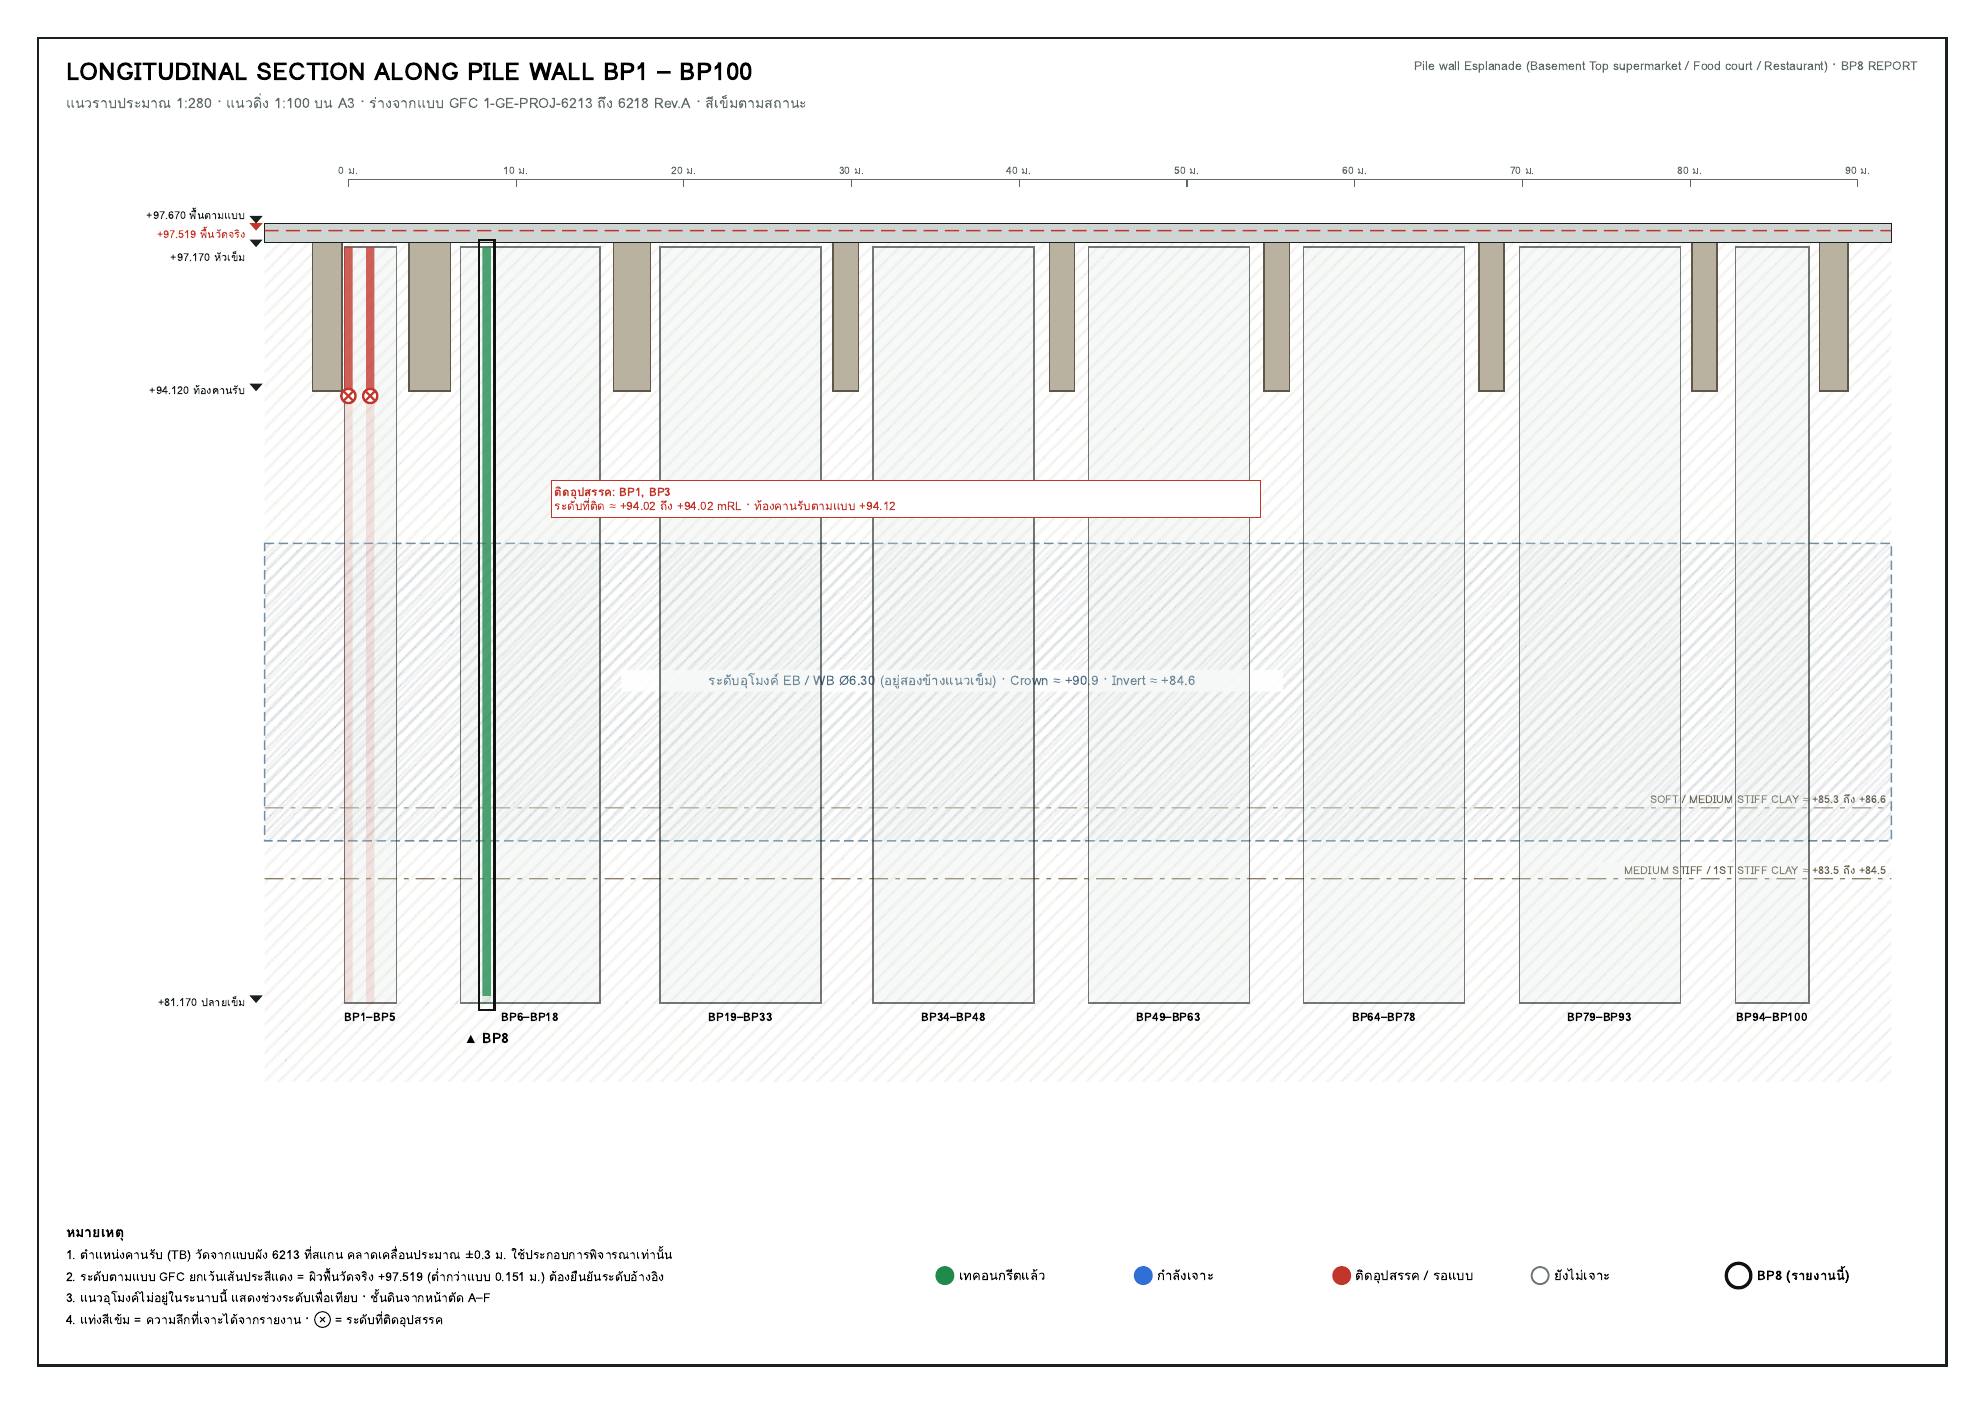 LONGITUDINAL SECTION ALONG PILE WALL BP1 – BP100
Pile wall Esplanade (Basement Top supermarket / Food court / Restaurant) · BP8 REPORT
แนวราบประมาณ 1:280 · แนวดิ่ง 1:100 บน A3 · ร่างจากแบบ GFC 1-GE-PROJ-6213 ถึง 6218 Rev.A · สีเข็มตามสถานะ
0 ม. 10 ม. 20 ม. 30 ม. 40 ม. 50 ม. 60 ม. 70 ม. 80 ม. 90 ม.
+97.670 พื้นตามแบบ
+97.519 พื้นวัดจริง
+97.170 หัวเข็ม
+94.120 ท้องคานรับ
ติดอุปสรรค: BP1, BP3
ระดับที่ติด ≈ +94.02 ถึง +94.02 mRL · ท้องคานรับตามแบบ +94.12
ระดับอุโมงค์ EB / WB Ø6.30 (อยู่สองข้างแนวเข็ม) · Crown ≈ +90.9 · Invert ≈ +84.6
SOFT / MEDIUM STIFF CLAY ≈ +85.3 ถึง +86.6
MEDIUM STIFF / 1ST STIFF CLAY ≈ +83.5 ถึง +84.5
+81.170 ปลายเข็ม
BP1–BP5 BP6–BP18 BP19–BP33 BP34–BP48 BP49–BP63 BP64–BP78 BP79–BP93 BP94–BP100
▲ BP8
หมายเหตุ
1. ตำแหน่งคานรับ (TB) วัดจากแบบผัง 6213 ที่สแกน คลาดเคลื่อนประมาณ ±0.3 ม. ใช้ประกอบการพิจารณาเท่านั้น
2. ระดับตามแบบ GFC ยกเว้นเส้นประสีแดง = ผิวพื้นวัดจริง +97.519 (ต่ำกว่าแบบ 0.151 ม.) ต้องยืนยันระดับอ้างอิง
3. แนวอุโมงค์ไม่อยู่ในระนาบนี้ แสดงช่วงระดับเพื่อเทียบ · ชั้นดินจากหน้าตัด A–F
4. แท่งสีเข้ม = ความลึกที่เจาะได้จากรายงาน · ⊗ = ระดับที่ติดอุปสรรค
เทคอนกรีตแล้ว กำลังเจาะ ติดอุปสรรค / รอแบบ ยังไม่เจาะ BP8 (รายงานนี้)